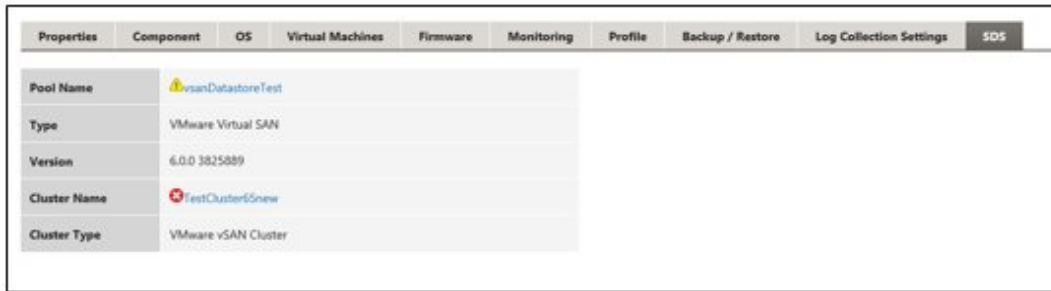 Properties Component OS Virtual Machines Firmware Monitoring Profile Backup / Restore Log Collection Settings SDS
Pool Name vsanDatastoreTest
Type VMware Virtual SAN
Version 6.0.0 3825889
Cluster Name TestCluster65new
Cluster Type VMware vSAN Cluster